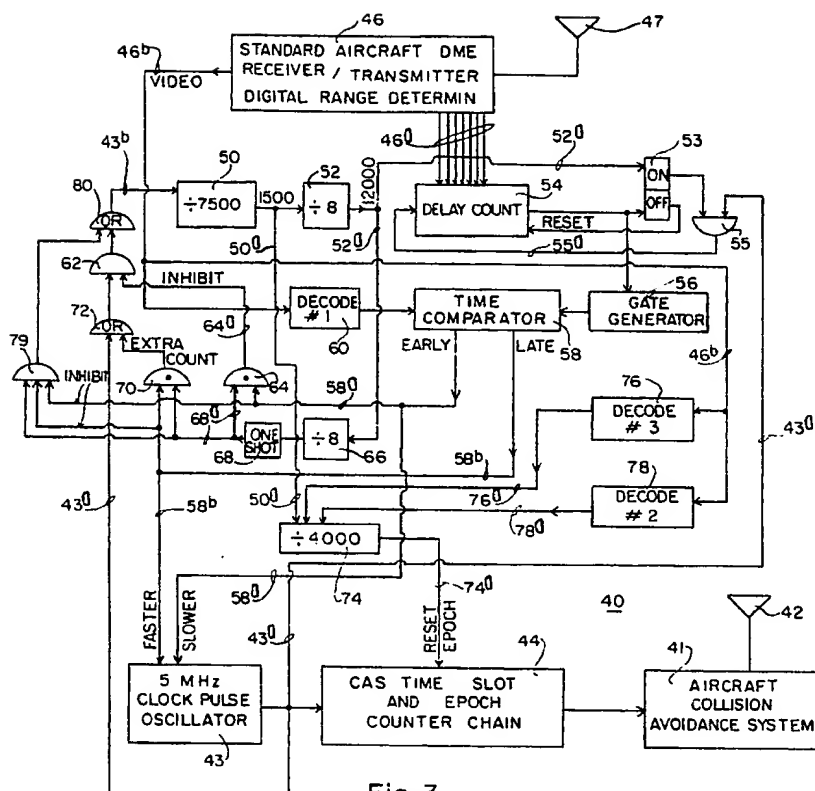 46
47
46b
VIDEO
STANDARD AIRCRAFT DME
RECEIVER / TRANSMITTER
DIGITAL RANGE DETERMIN
46a
43b
50
÷7500
1500
52
÷8
12000
52a
52a
53
ON
OFF
54
DELAY COUNT
RESET
55
55a
80
OR
62
50a
INHIBIT
72
OR
EXTRA
COUNT
64a
DECODE
#1
60
TIME
COMPARATOR
58
EARLY
LATE
56
GATE
GENERATOR
46b
79
INHIBIT
70
64
58a
68a
68a
ONE
SHOT
68
÷8
66
58b
76
DECODE
# 3
76a
43a
78
DECODE
# 2
78a
43a
58b
50a
÷4000
74
58a
74a
FASTER
SLOWER
43a
RESET
EPOCH
40
42
44
41
5 MHz
CLOCK PULSE
OSCILLATOR
43
CAS TIME SLOT
AND EPOCH
COUNTER CHAIN
AIRCRAFT
COLLISION
AVOIDANCE SYSTEM